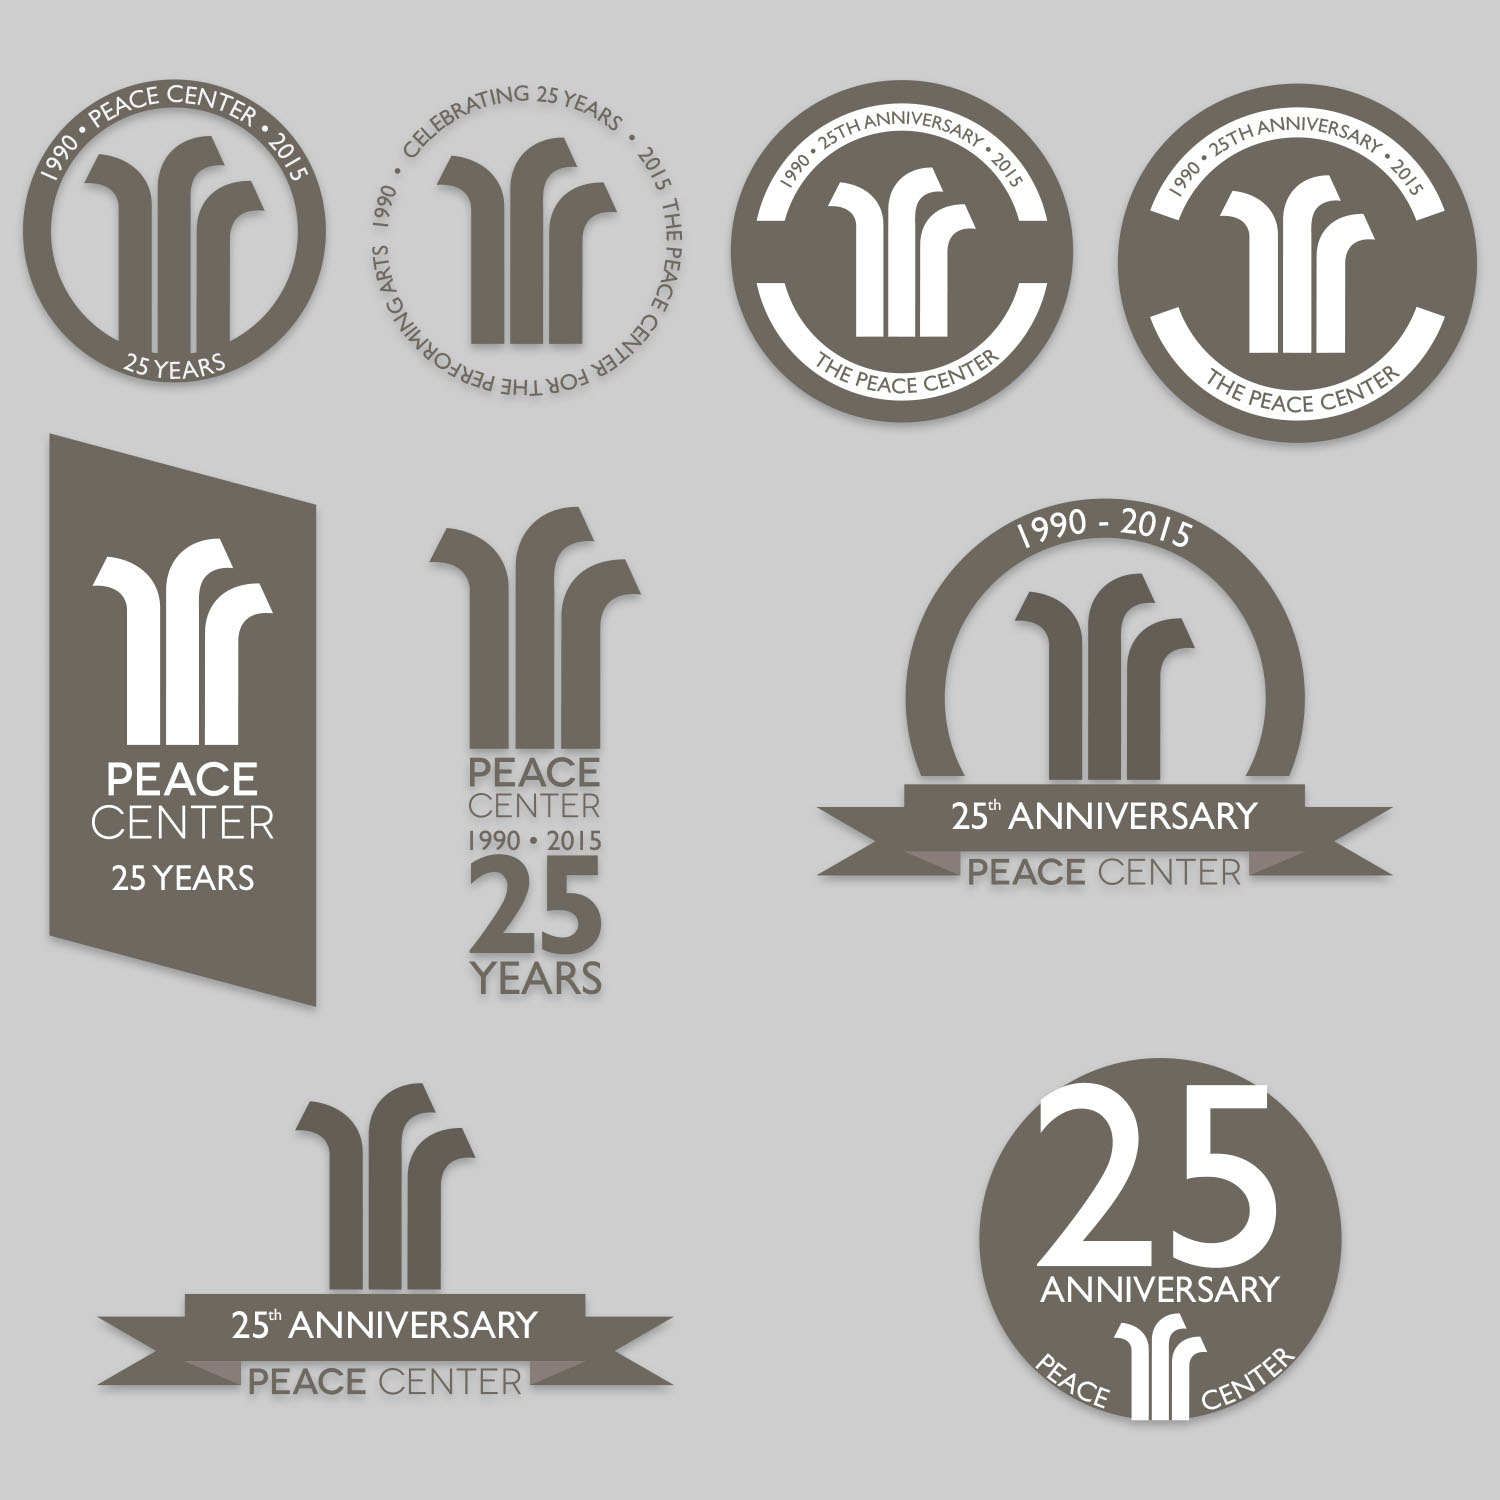 1990 • PEACE CENTER • 2015
25 YEARS
1990 • CELEBRATING 25 YEARS • 2015 THE PEACE CENTER FOR THE PERFORMING ARTS
1990 • 25TH ANNIVERSARY • 2015
THE PEACE CENTER
1990 • 25TH ANNIVERSARY • 2015
THE PEACE CENTER
PEACE
CENTER
25 YEARS
PEACE
CENTER
1990 • 2015
25
YEARS
1990 - 2015
25th ANNIVERSARY
PEACE CENTER
25th ANNIVERSARY
PEACE CENTER
25
ANNIVERSARY
PEACE CENTER